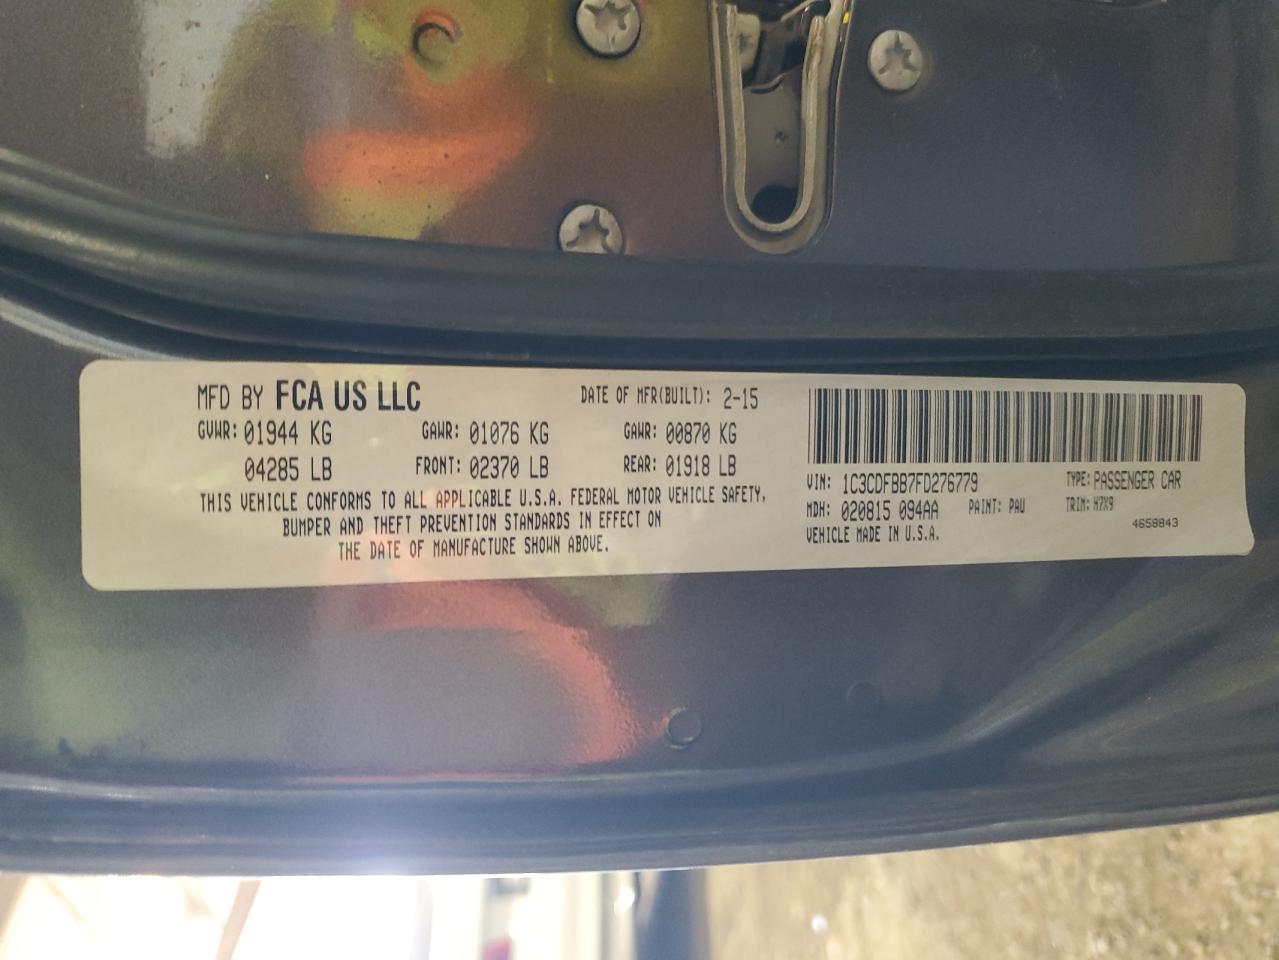 MFD BY FCA US LLC DATE OF MFR(BUILT): 2-15
GVWR: 01944 KG GAWR: 01076 KG GAWR: 00870 KG
04285 LB FRONT: 02370 LB REAR: 01918 LB
THIS VEHICLE CONFORMS TO ALL APPLICABLE U.S.A. FEDERAL MOTOR VEHICLE SAFETY,
BUMPER AND THEFT PREVENTION STANDARDS IN EFFECT ON
THE DATE OF MANUFACTURE SHOWN ABOVE.
VIN: 1C3CDFBB7FD276779 TYPE: PASSENGER CAR
MDH: 020815 094AA PAINT: PAU TRIM: H7X9
VEHICLE MADE IN U.S.A. 4658843